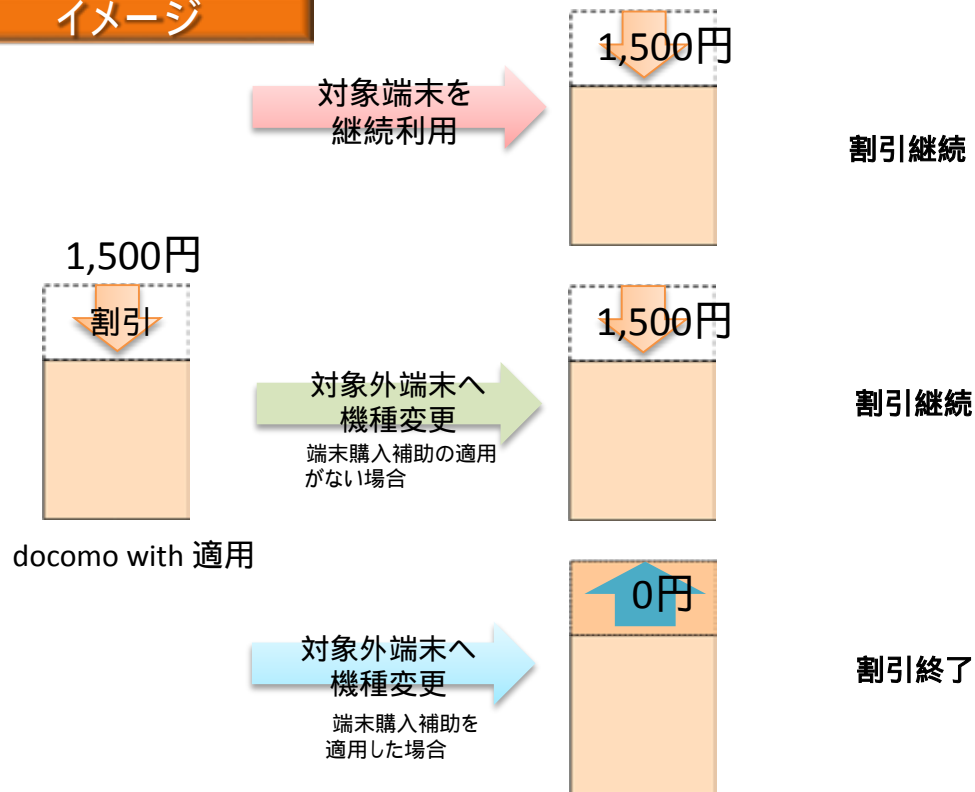 イメージ
1,500円
対象端末を
継続利用
割引継続
1,500円
割引
docomo with 適用
1,500円
対象外端末へ
機種変更
端末購入補助の適用
がない場合
割引継続
0円
対象外端末へ
機種変更
端末購入補助を
適用した場合
割引終了